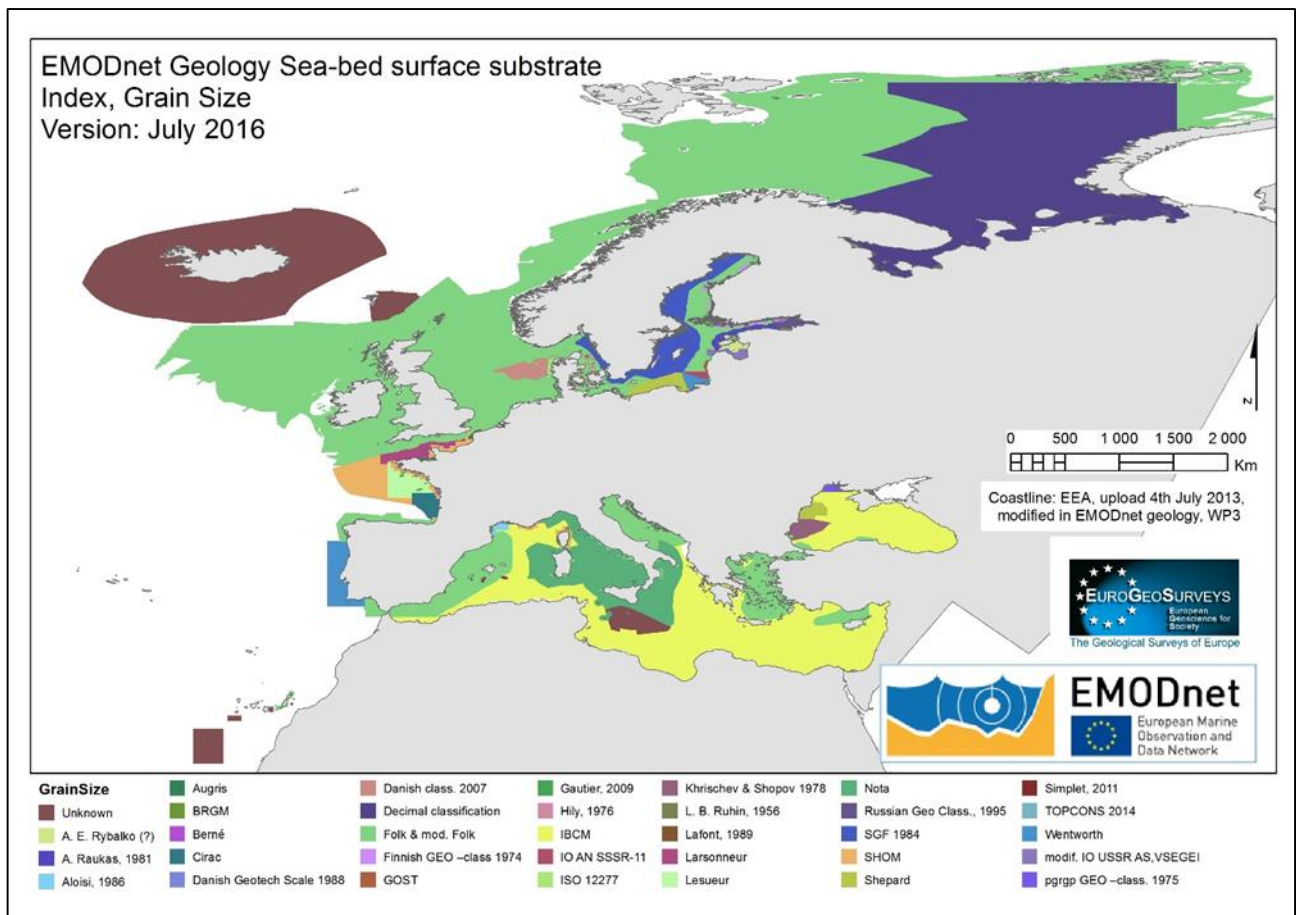 EMODnet Geology Sea-bed surface substrate
Index, Grain Size
Version: July 2016
N
0 500 1 000 1 500 2 000
Km
Coastline: EEA, upload 4th July 2013,
modified in EMODnet geology, WP3
EUROGEOSURVEYS
European
Geoscience for
Society
The Geological Surveys of Europe
EMODnet
European Marine
Observation and
Data Network
GrainSize
Unknown
A. E. Rybalko (?)
A. Raukas, 1981
Aloisi, 1986
Augris
BRGM
Berné
Cirac
Danish Geotech Scale 1988
Danish class. 2007
Decimal classification
Folk & mod. Folk
Finnish GEO –class 1974
GOST
Gautier, 2009
Hily, 1976
IBCM
IO AN SSSR-11
ISO 12277
Khrischev & Shopov 1978
L. B. Ruhin, 1956
Lafont, 1989
Larsonneur
Lesueur
Nota
Russian Geo Class., 1995
SGF 1984
SHOM
Shepard
Simplet, 2011
TOPCONS 2014
Wentworth
modif. IO USSR AS,VSEGEI
pgrgp GEO –class. 1975